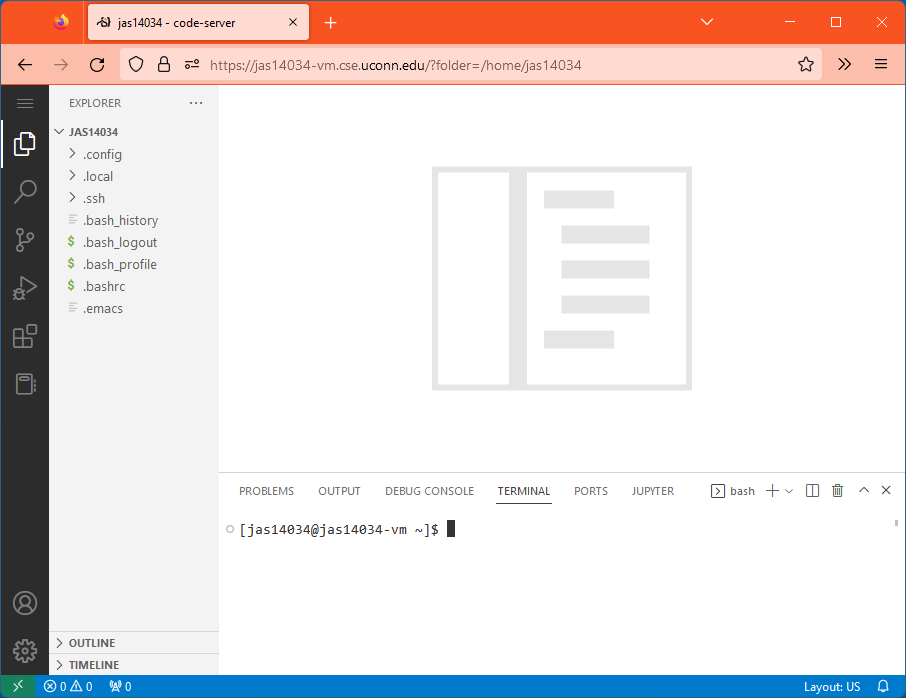 jas14034 - code-server
https://jas14034-vm.cse.uconn.edu/?folder=/home/jas14034
EXPLORER
JAS14034
.config
.local
.ssh
.bash_history
$ .bash_logout
$ .bash_profile
$ .bashrc
.emacs
PROBLEMS OUTPUT DEBUG CONSOLE TERMINAL PORTS JUPYTER bash
[jas14034@jas14034-vm ~]$
OUTLINE
TIMELINE
0 0 0 Layout: US